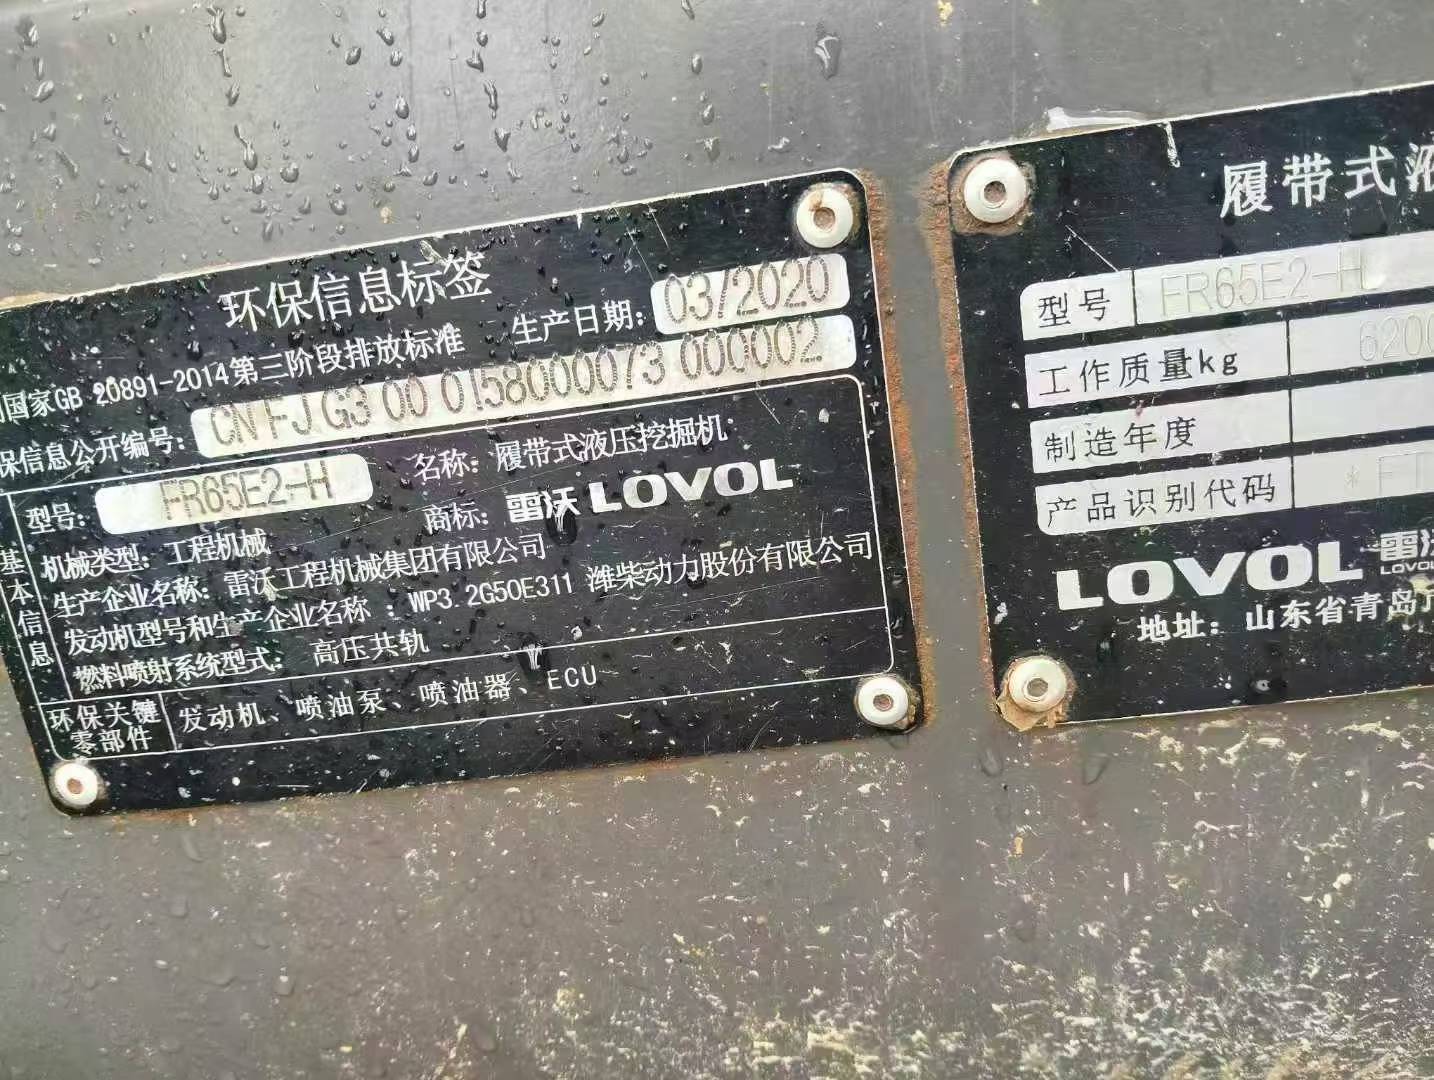 环保信息标签
国家GB 20891-2014第三阶段排放标准 生产日期: 03/2020
保信息公开编号: CN FJ G3 00 0158000073 000002
基本信息
型号: FR65E2-H 名称: 履带式液压挖掘机
机械类型: 工程机械 商标: 雷沃 LOVOL
生产企业名称: 雷沃工程机械集团有限公司
发动机型号和生产企业名称: WP3.2G50E311 潍柴动力股份有限公司
燃料喷射系统型式: 高压共轨
环保关键零部件 发动机、喷油泵、喷油器、ECU
履带式液
型号 FR65E2-H
工作质量kg 6200
制造年度
产品识别代码 *FT
LOVOL 雷沃
LOVOL
地址: 山东省青岛